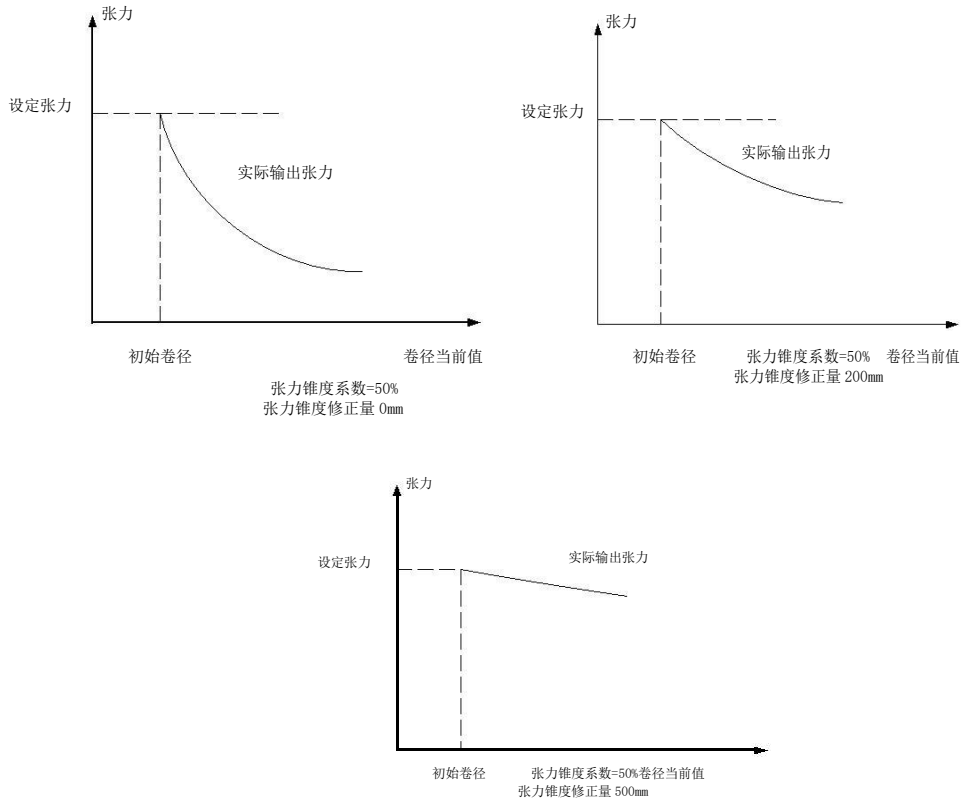 张力
设定张力
实际输出张力
初始卷径 卷径当前值
张力锥度系数=50%
张力锥度修正量 0mm
张力
设定张力
实际输出张力
初始卷径 张力锥度系数=50% 卷径当前值
张力锥度修正量 200mm
张力
设定张力
实际输出张力
初始卷径 张力锥度系数=50%卷径当前值
张力锥度修正量 500mm